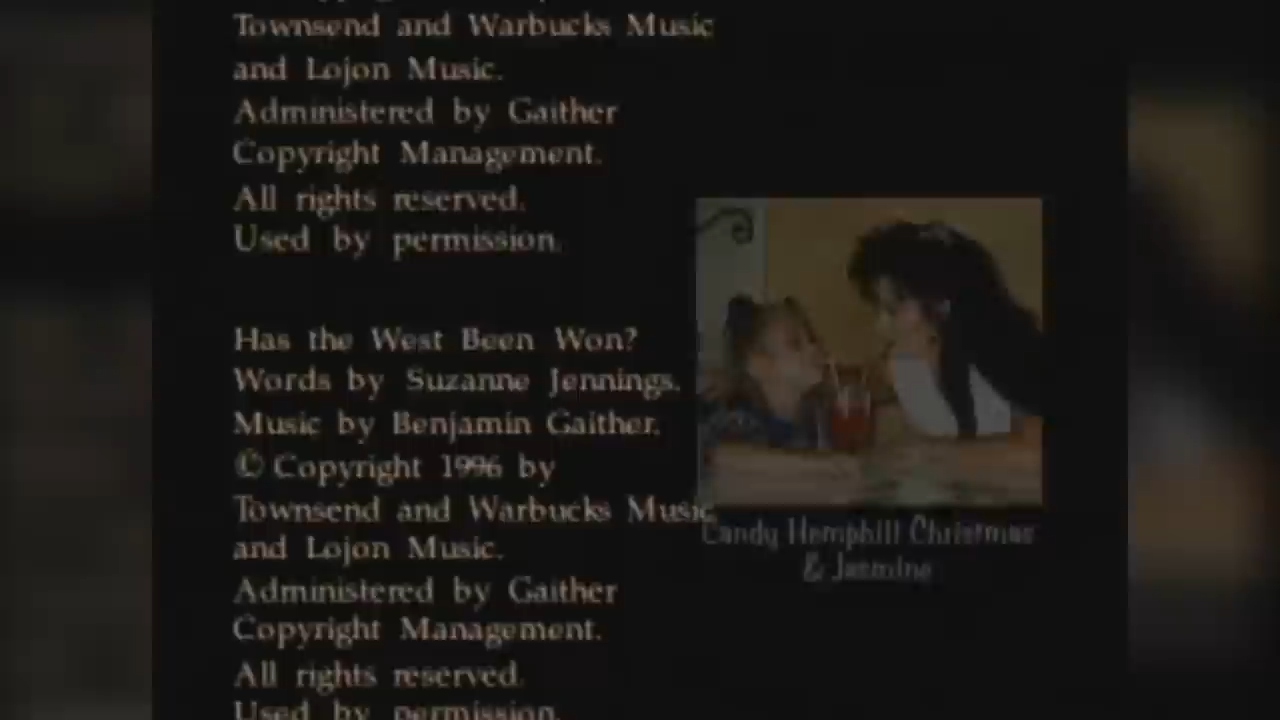 Townsend and Warbucks Music
and Lojon Music.
Administered by Gaither
Copyright Management.
All rights reserved.
Used by permission.
Has the West Been Won?
Words by Suzanne Jennings.
Music by Benjamin Gaither.
© Copyright 1996 by
Townsend and Warbucks Music
and Lojon Music.
Administered by Gaither
Copyright Management.
All rights reserved.
Used by permission.
Candy Hemphill Christmas
& Jasmine